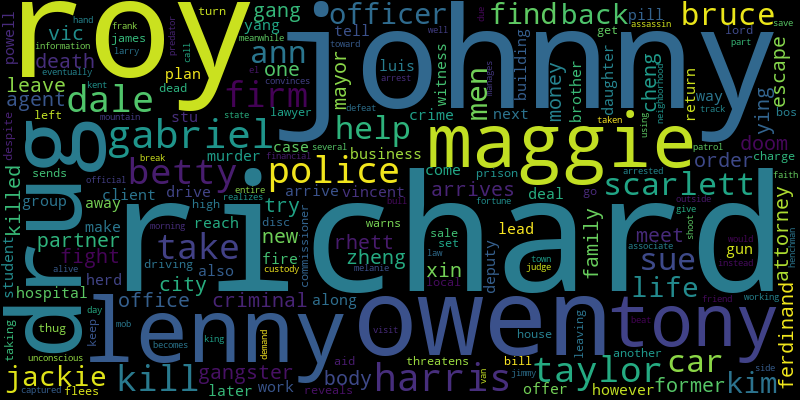 roy
johnny
richard
drug
maggie
owen
tony
lenny
dale
firm
gabriel
betty
police
help
ann
vic
gang
officer
find
back
bruce
pill
tell
luis
men
mayor
witness
building
money
brother
daughter
neighborhood
cheng
lord
part
get
assassin
save
due
escape
return
way
ying
track
patrol
doom
bos
order
charge
faith
scarlett
meet
attorney
ferdinand
sue
life
gun
family
deputy
lead
sale
set
deal
come
prison
arrives
arrive
vincent
business
case
crime
next
lawyer
murder
stu
dead
plan
call
hand
turn
frank
james
larry
information
eventually
powell
death
leave
agent
left
despite
killed
student
taking
sends
group
away
partner
fight
thug
hospital
unconscious
jackie
flees
captured
mob
becomes
king
keep
driving
alive
morning
official
mountain
kent
break
client
drive
high
make
also
take
city
office
herd
criminal
gangster
later
work
kill
body
aid
reveals
threatens
harris
visit
beat
taylor
car
kim
former
however
offer
bill
jimmy
van
another
leaving
house
town
judge
law
local
friend
instead
would
shoot
give
outside
associate
working
henchman
side
arrested
using
taken
toward
well
manages
defeat
arrest
el
convinces
meanwhile
yang
predator
one
several
financial
state
entire
realizes
custody
reach
try
new
fire
disc
commissioner
warns
rhett
zheng
xin
melanie
along
demand
go
fortune
bull